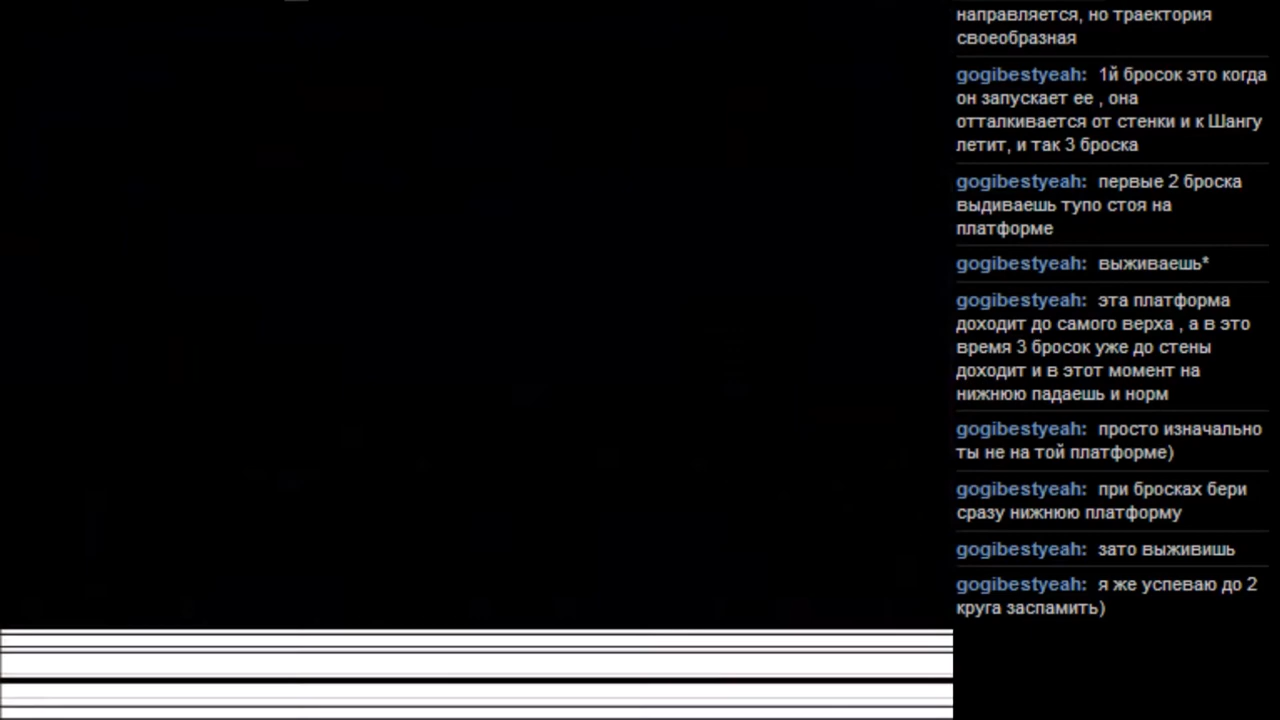 направляется, но траектория
своеобразная
gogibestyeah: 1й бросок это когда
он запускает ее , она
отталкивается от стенки и к Шангу
летит, и так 3 броска
gogibestyeah: первые 2 броска
выдиваешь тупо стоя на
платформе
gogibestyeah: выживаешь*
gogibestyeah: эта платформа
доходит до самого верха , а в это
время 3 бросок уже до стены
доходит и в этот момент на
нижнюю падаешь и норм
gogibestyeah: просто изначально
ты не на той платформе)
gogibestyeah: при бросках бери
сразу нижнюю платформу
gogibestyeah: зато выживишь
gogibestyeah: я же успеваю до 2
круга заспамить)